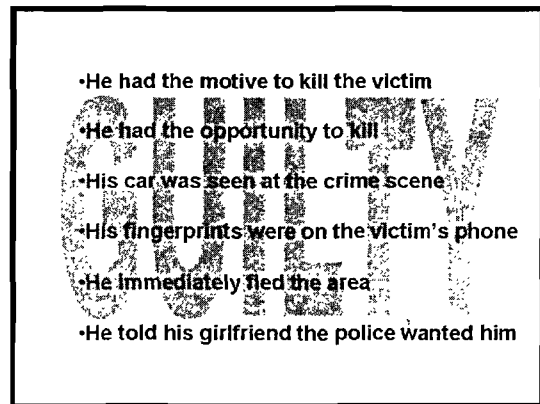 GUILTY
•He had the motive to kill the victim
•He had the opportunity to kill
•His car was seen at the crime scene
•His fingerprints were on the victim's phone
•He immediately fled the area
•He told his girlfriend the police wanted him